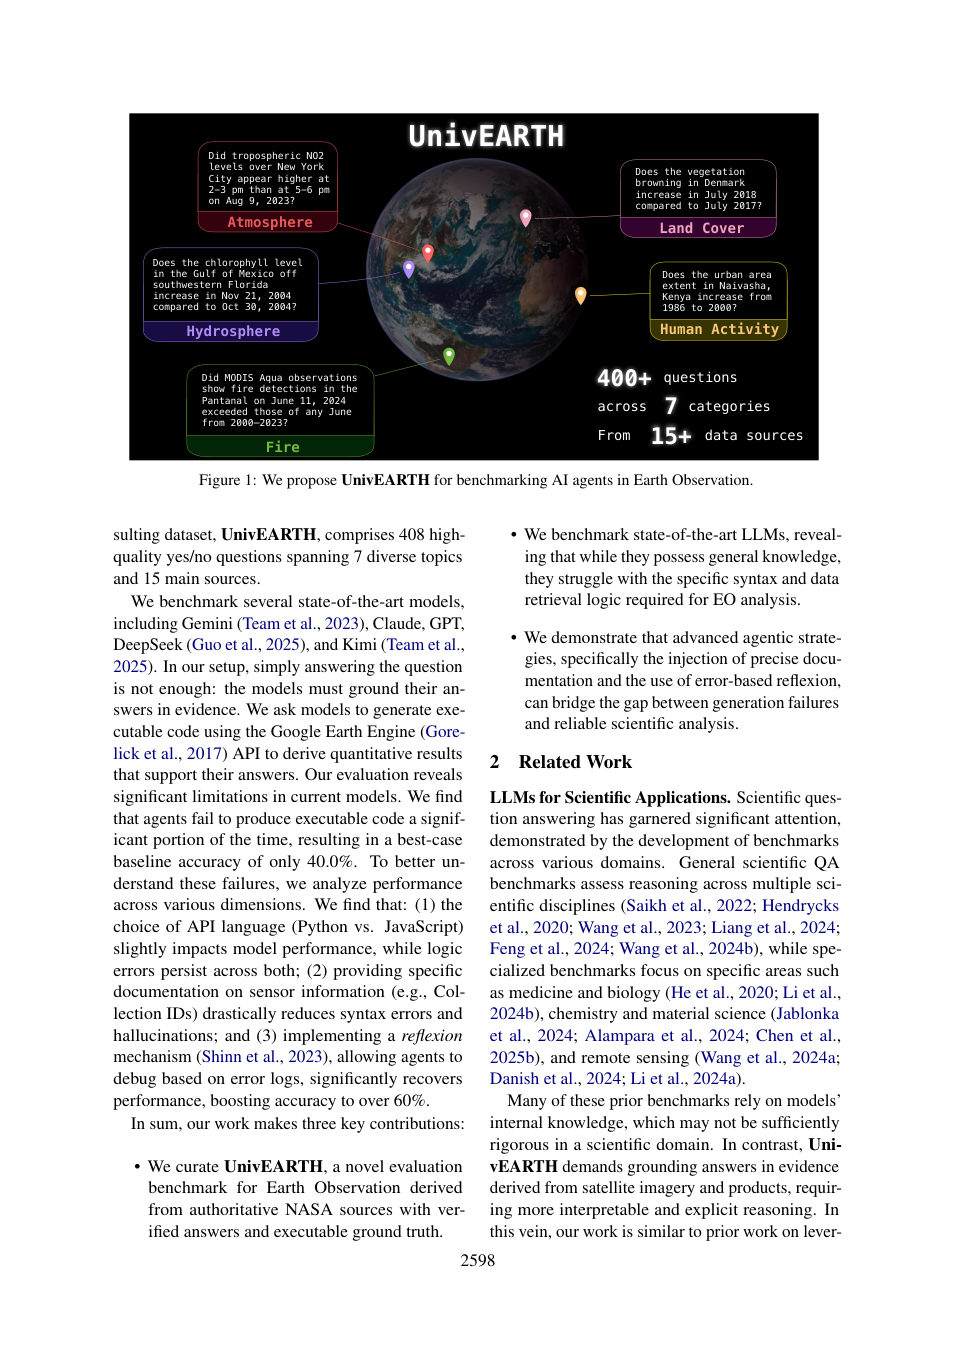 UnivEARTH
Did tropospheric NO2
levels over New York
City appear higher at
2-3 pm than at 5-6 pm
on Aug 9, 2023?
Atmosphere
Does the vegetation
browning in Denmark
increase in July 2018
compared to July 2017?
Land Cover
Does the chlorophyll level
in the Gulf of Mexico off
southwestern Florida
increase in Nov 21, 2004
compared to Oct 30, 2004?
Hydrosphere
Does the urban area
extent in Naivasha,
Kenya increase from
1986 to 2000?
Human Activity
Did MODIS Aqua observations
show fire detections in the
Pantanal on June 11, 2024
exceeded those of any June
from 2000-2023?
Fire
400+ questions
across 7 categories
From 15+ data sources
Figure 1: We propose UnivEARTH for benchmarking AI agents in Earth Observation.
sulting dataset, UnivEARTH, comprises 408 high-
quality yes/no questions spanning 7 diverse topics
and 15 main sources.
We benchmark several state-of-the-art models,
including Gemini (Team et al., 2023), Claude, GPT,
DeepSeek (Guo et al., 2025), and Kimi (Team et al.,
2025). In our setup, simply answering the question
is not enough: the models must ground their an-
swers in evidence. We ask models to generate exe-
cutable code using the Google Earth Engine (Gore-
lick et al., 2017) API to derive quantitative results
that support their answers. Our evaluation reveals
significant limitations in current models. We find
that agents fail to produce executable code a signif-
icant portion of the time, resulting in a best-case
baseline accuracy of only 40.0%. To better un-
derstand these failures, we analyze performance
across various dimensions. We find that: (1) the
choice of API language (Python vs. JavaScript)
slightly impacts model performance, while logic
errors persist across both; (2) providing specific
documentation on sensor information (e.g., Col-
lection IDs) drastically reduces syntax errors and
hallucinations; and (3) implementing a reflexion
mechanism (Shinn et al., 2023), allowing agents to
debug based on error logs, significantly recovers
performance, boosting accuracy to over 60%.
In sum, our work makes three key contributions:
• We curate UnivEARTH, a novel evaluation
benchmark for Earth Observation derived
from authoritative NASA sources with ver-
ified answers and executable ground truth.
• We benchmark state-of-the-art LLMs, reveal-
ing that while they possess general knowledge,
they struggle with the specific syntax and data
retrieval logic required for EO analysis.
• We demonstrate that advanced agentic strate-
gies, specifically the injection of precise docu-
mentation and the use of error-based reflexion,
can bridge the gap between generation failures
and reliable scientific analysis.
2 Related Work
LLMs for Scientific Applications. Scientific ques-
tion answering has garnered significant attention,
demonstrated by the development of benchmarks
across various domains. General scientific QA
benchmarks assess reasoning across multiple sci-
entific disciplines (Saikh et al., 2022; Hendrycks
et al., 2020; Wang et al., 2023; Liang et al., 2024;
Feng et al., 2024; Wang et al., 2024b), while spe-
cialized benchmarks focus on specific areas such
as medicine and biology (He et al., 2020; Li et al.,
2024b), chemistry and material science (Jablonka
et al., 2024; Alampara et al., 2024; Chen et al.,
2025b), and remote sensing (Wang et al., 2024a;
Danish et al., 2024; Li et al., 2024a).
Many of these prior benchmarks rely on models'
internal knowledge, which may not be sufficiently
rigorous in a scientific domain. In contrast, Uni-
vEARTH demands grounding answers in evidence
derived from satellite imagery and products, requir-
ing more interpretable and explicit reasoning. In
this vein, our work is similar to prior work on lever-
2598